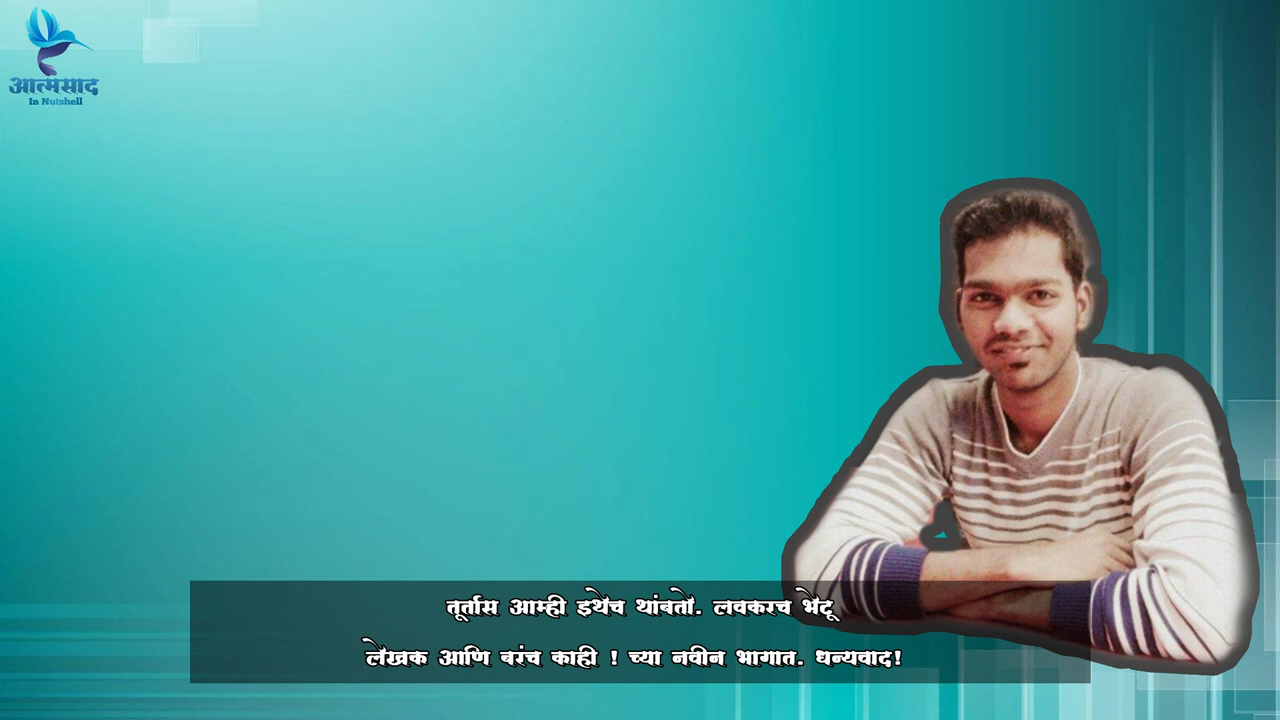 आत्मसाद
In Nutshell
तूर्तास आम्ही इथेच थांबतो. लवकरच भेटू
लेखक आणि बरंच काही ! च्या नवीन भागात. धन्यवाद!